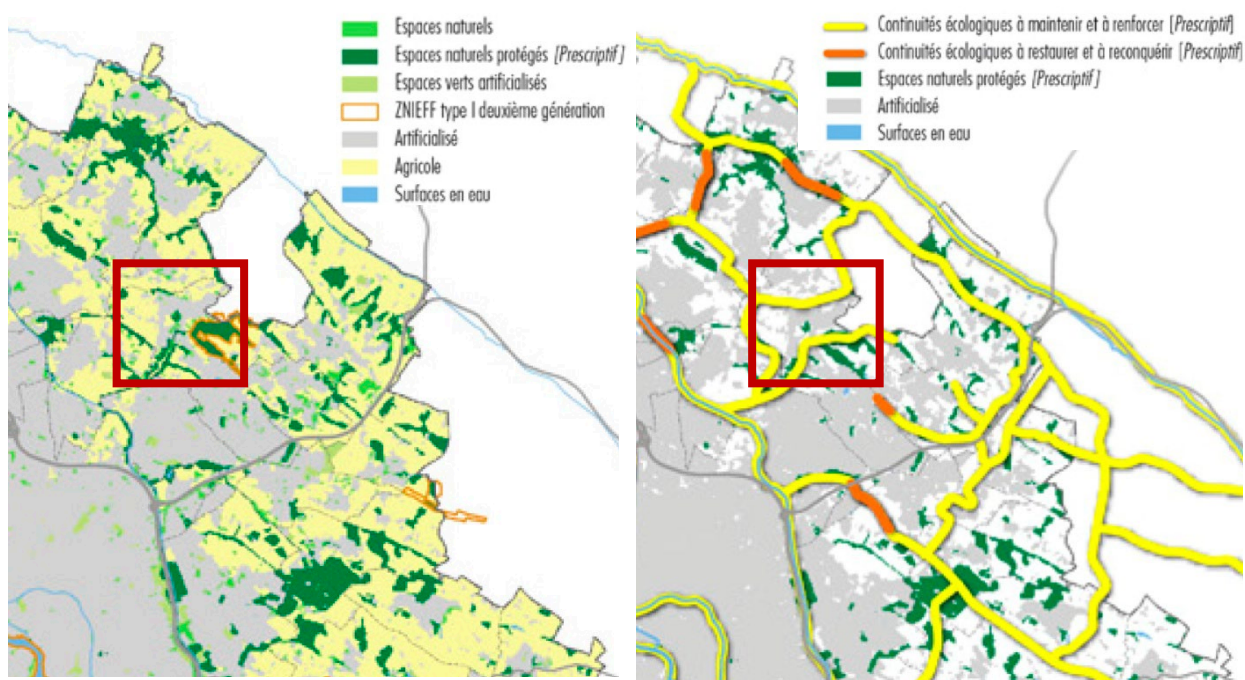 Espaces naturels
Espaces naturels protégés [Prescriptif]
Espaces verts artificialisés
ZNIEFF type I deuxième génération
Artificialisé
Agricole
Surfaces en eau
Continuités écologiques à maintenir et à renforcer [Prescriptif]
Continuités écologiques à restaurer et à reconquérir [Prescriptif]
Espaces naturels protégés [Prescriptif]
Artificialisé
Surfaces en eau